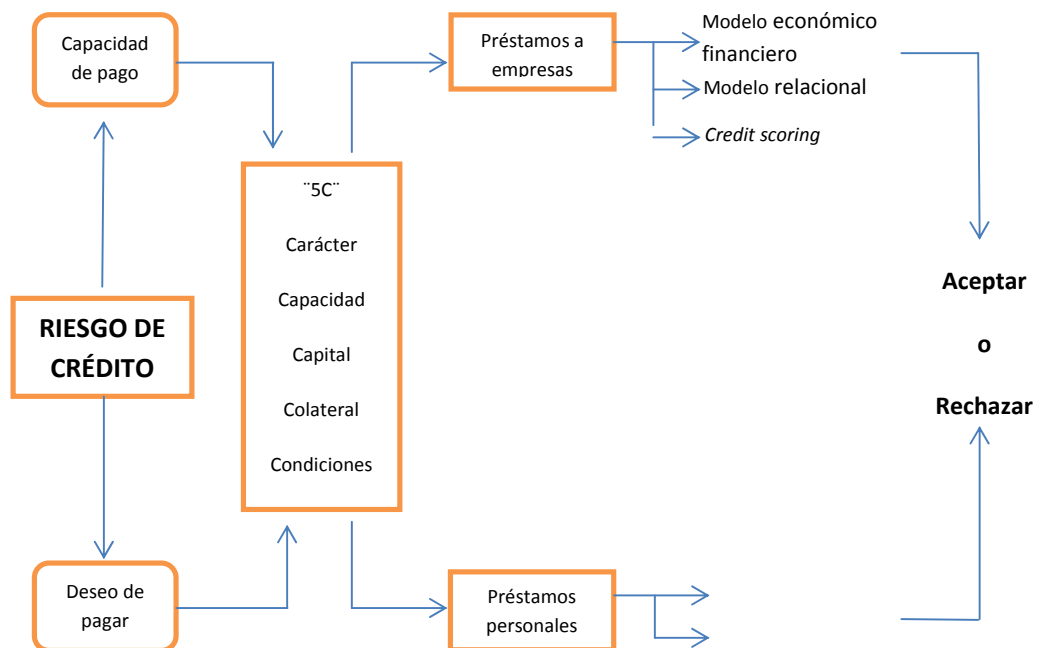 Capacidad
de pago
Préstamos a
empresas
Modelo económico
financiero
Modelo relacional
Credit scoring
¨5C¨
Carácter
Capacidad
Capital
Colateral
Condiciones
RIESGO DE
CRÉDITO
Aceptar
o
Rechazar
Deseo de
pagar
Préstamos
personales